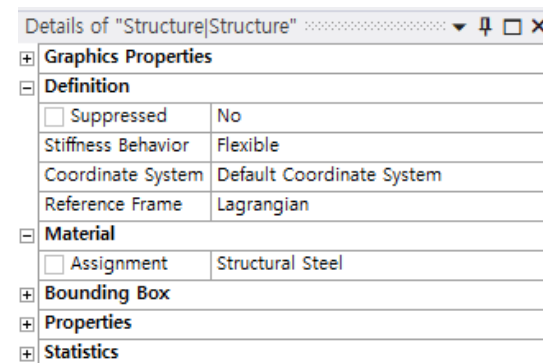 Details of "Structure|Structure"
Graphics Properties
Definition
Suppressed No
Stiffness Behavior Flexible
Coordinate System Default Coordinate System
Reference Frame Lagrangian
Material
Assignment Structural Steel
Bounding Box
Properties
Statistics